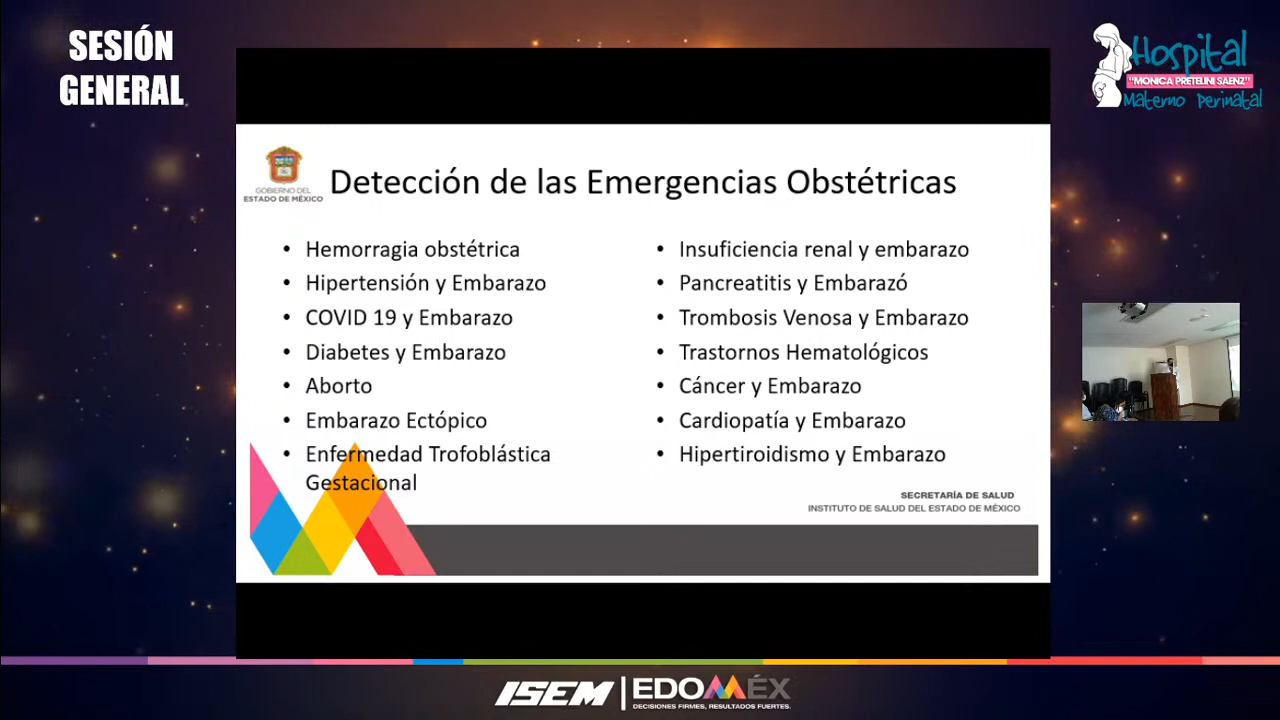 SESIÓN
GENERAL
Hospital
"MONICA PRETELINI SAENZ"
Materno Perinatal
GOBIERNO DEL
ESTADO DE MÉXICO
Detección de las Emergencias Obstétricas
• Hemorragia obstétrica
• Hipertensión y Embarazo
• COVID 19 y Embarazo
• Diabetes y Embarazo
• Aborto
• Embarazo Ectópico
• Enfermedad Trofoblástica
Gestacional
• Insuficiencia renal y embarazo
• Pancreatitis y Embarazó
• Trombosis Venosa y Embarazo
• Trastornos Hematológicos
• Cáncer y Embarazo
• Cardiopatía y Embarazo
• Hipertiroidismo y Embarazo
SECRETARÍA DE SALUD
INSTITUTO DE SALUD DEL ESTADO DE MÉXICO
ISEM
EDOMÉX
DECISIONES FIRMES, RESULTADOS FUERTES.